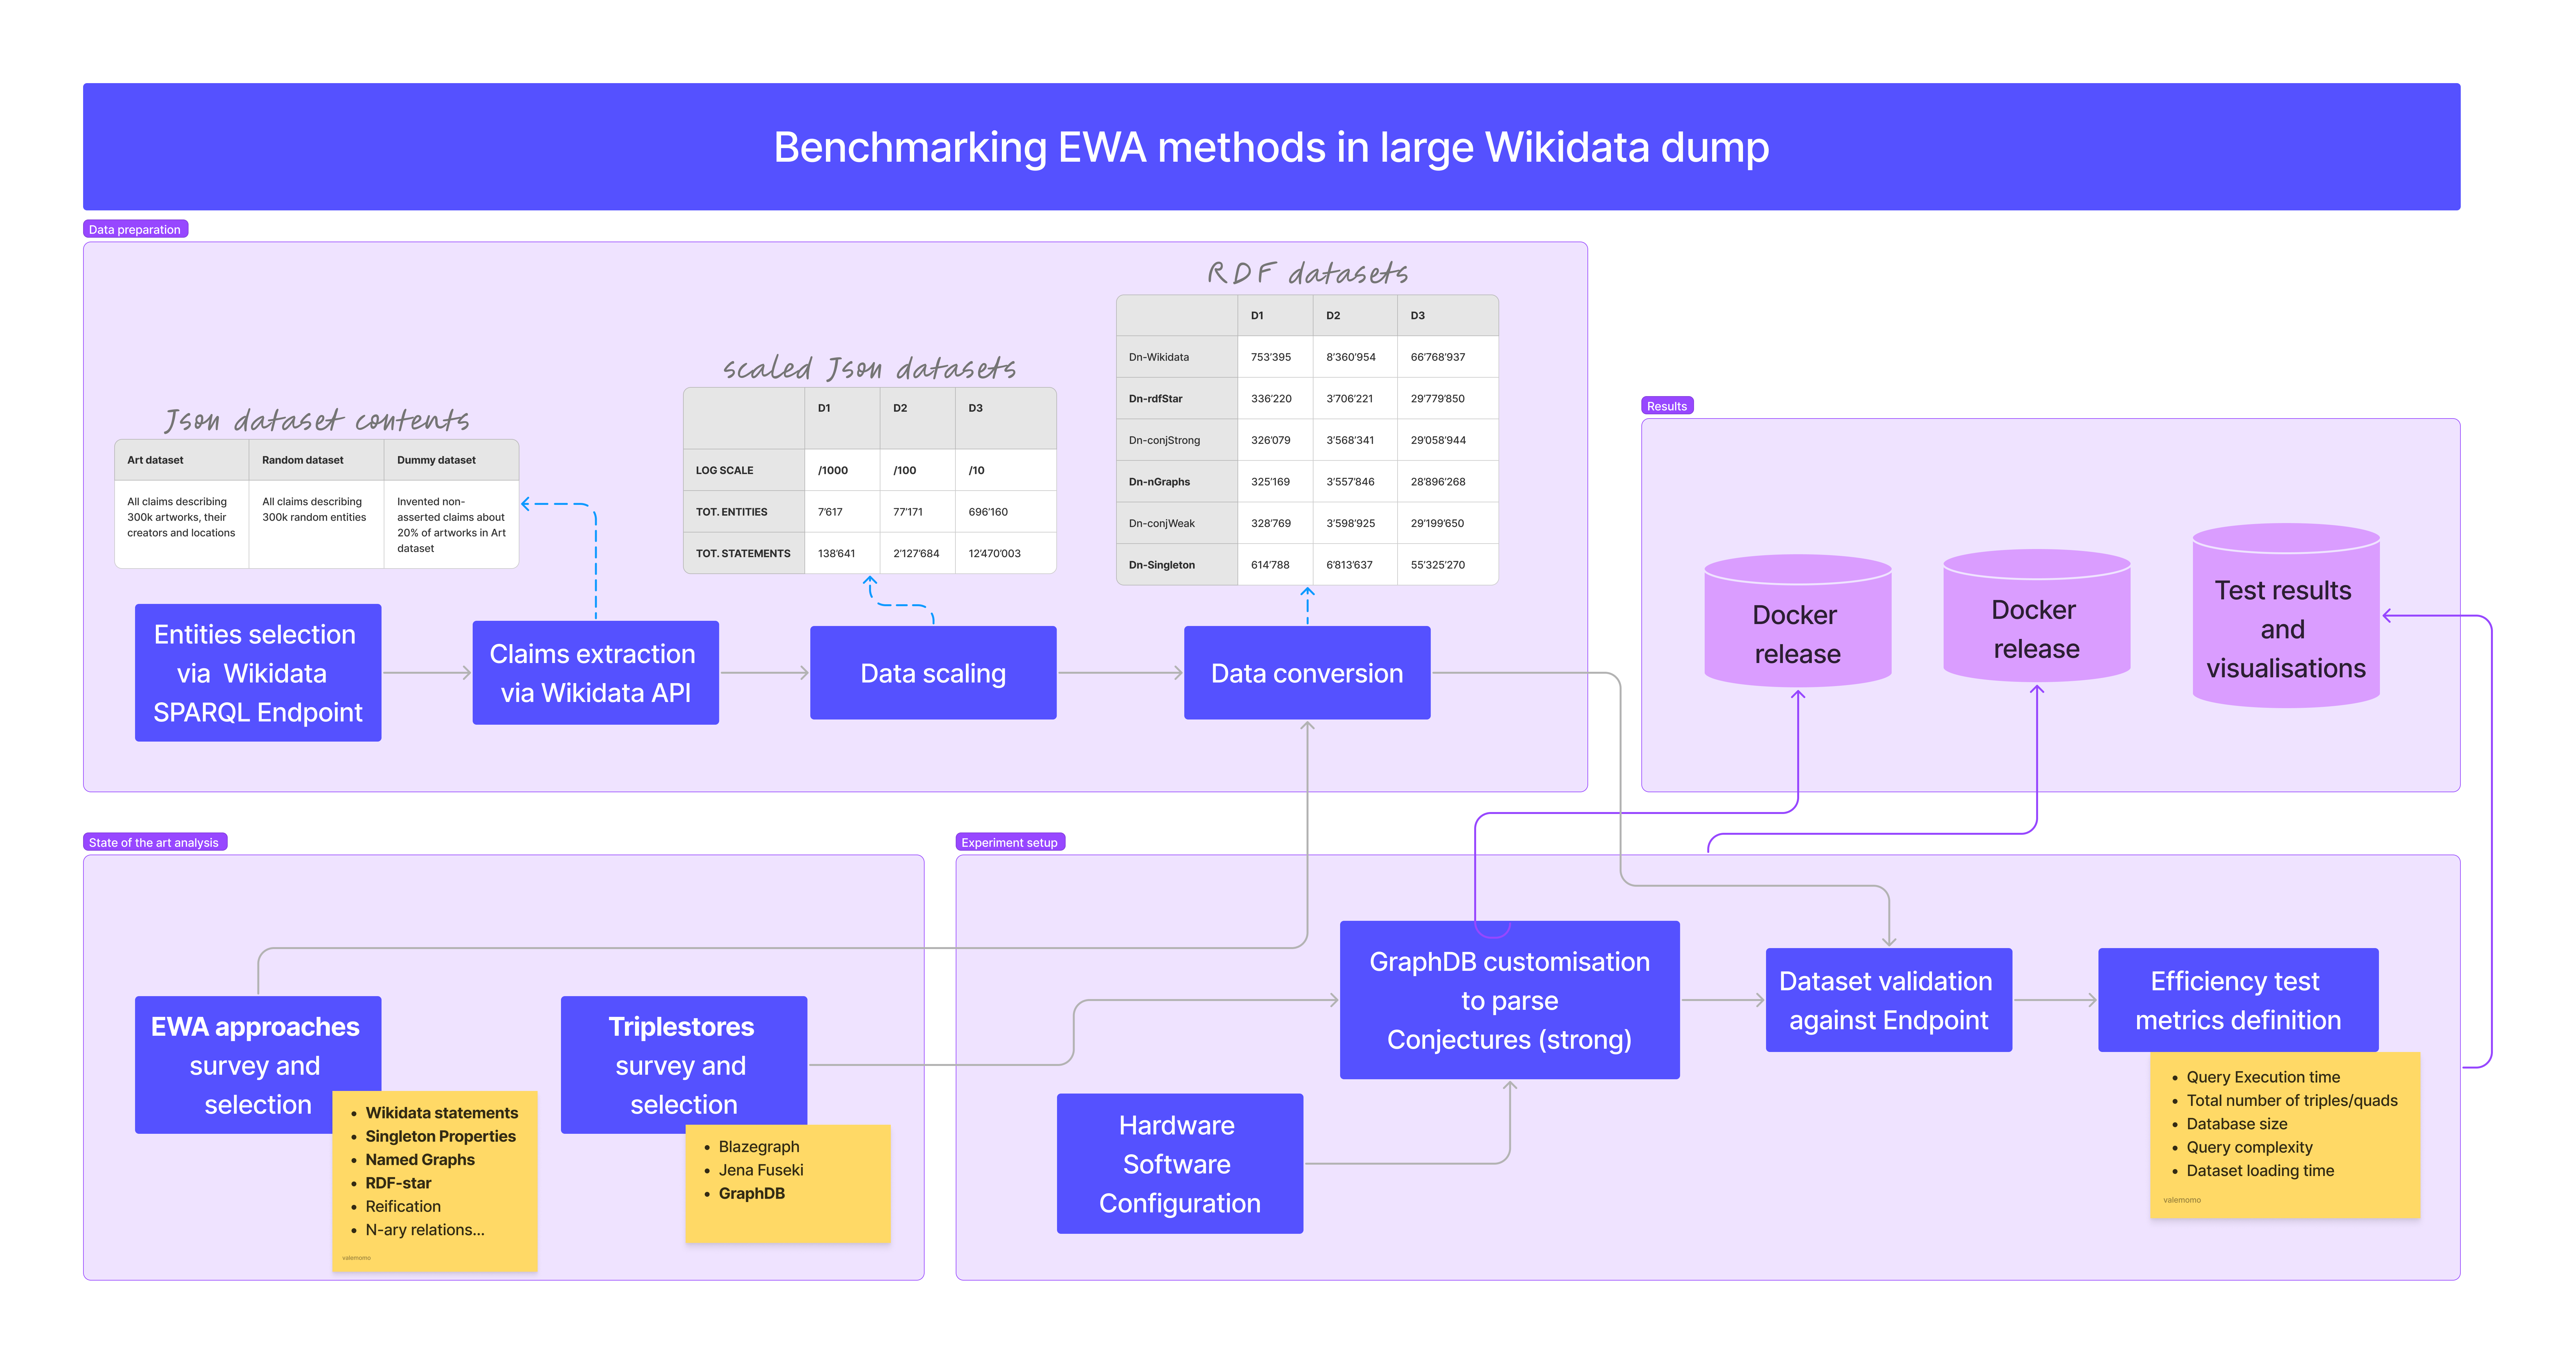 Benchmarking EWA methods in large Wikidata dump
Data preparation
Json dataset contents
Art dataset
Random dataset
Dummy dataset
All claims describing
300k artworks, their
creators and locations
All claims describing
300k random entities
Invented non-
asserted claims about
20% of artworks in Art
dataset
scaled Json datasets
D1 D2 D3
LOG SCALE /1000 /100 /10
TOT. ENTITIES 7'617 77'171 696'160
TOT. STATEMENTS 138'641 2'127'684 12'470'003
RDF datasets
D1 D2 D3
Dn-Wikidata 753'395 8'360'954 66'768'937
Dn-rdfStar 336'220 3'706'221 29'779'850
Dn-conjStrong 326'079 3'568'341 29'058'944
Dn-nGraphs 325'169 3'557'846 28'896'268
Dn-conjWeak 328'769 3'598'925 29'199'650
Dn-Singleton 614'788 6'813'637 55'325'270
Entities selection
via Wikidata
SPARQL Endpoint
Claims extraction
via Wikidata API
Data scaling
Data conversion
Results
Docker
release
Docker
release
Test results
and
visualisations
State of the art analysis
EWA approaches
survey and
selection
• Wikidata statements
• Singleton Properties
• Named Graphs
• RDF-star
• Reification
• N-ary relations...
valemomo
Triplestores
survey and
selection
• Blazegraph
• Jena Fuseki
• GraphDB
Experiment setup
Hardware
Software
Configuration
GraphDB customisation
to parse
Conjectures (strong)
Dataset validation
against Endpoint
Efficiency test
metrics definition
• Query Execution time
• Total number of triples/quads
• Database size
• Query complexity
• Dataset loading time
valemomo